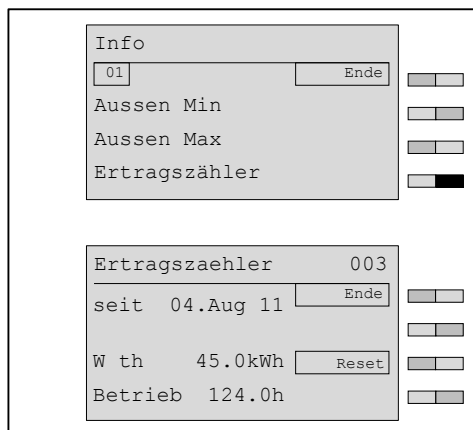 Info
01 Ende
Aussen Min
Aussen Max
Ertragszähler
Ertragszaehler 003
seit 04.Aug 11 Ende
W th 45.0kWh Reset
Betrieb 124.0h